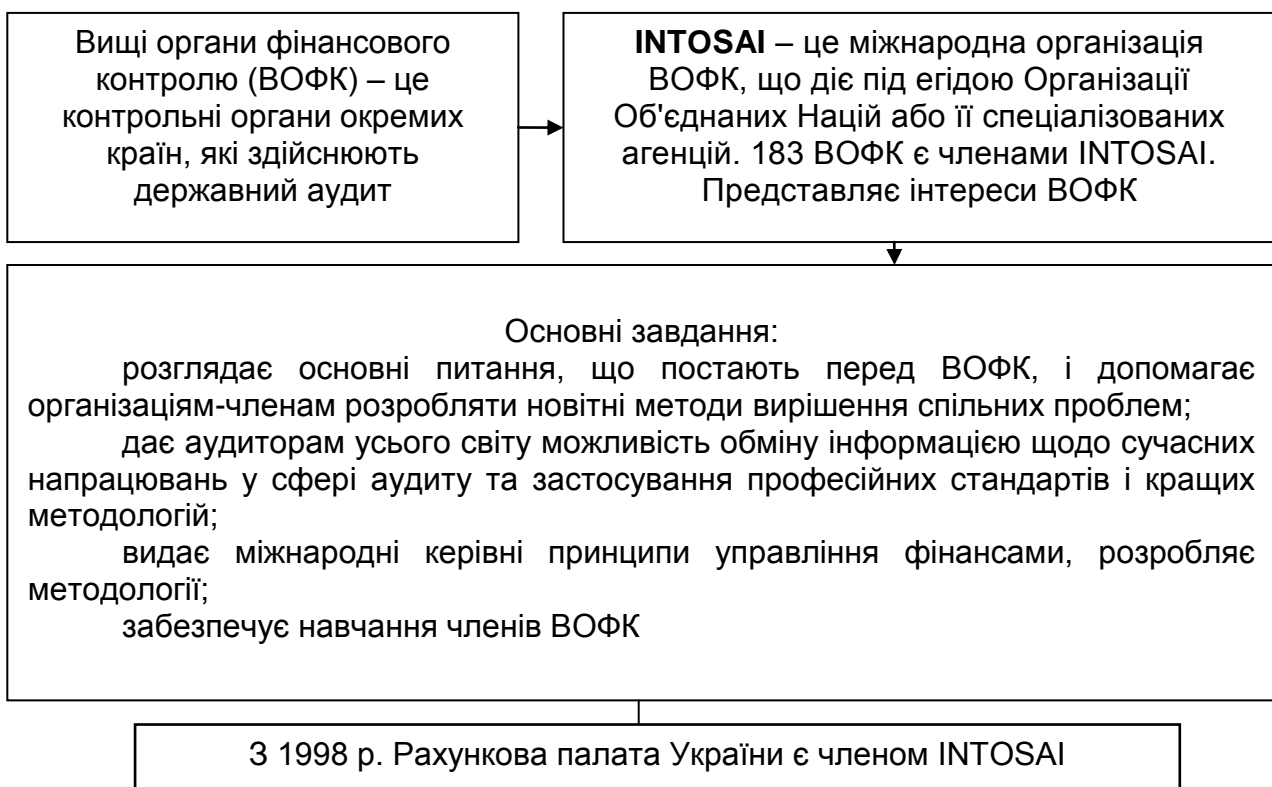 Вищі органи фінансового
контролю (ВОФК) – це
контрольні органи окремих
країн, які здійснюють
державний аудит
INTOSAI – це міжнародна організація
ВОФК, що діє під егідою Організації
Об'єднаних Націй або її спеціалізованих
агенцій. 183 ВОФК є членами INTOSAI.
Представляє інтереси ВОФК
Основні завдання:
розглядає основні питання, що постають перед ВОФК, і допомагає
організаціям-членам розробляти новітні методи вирішення спільних проблем;
дає аудиторам усього світу можливість обміну інформацією щодо сучасних
напрацювань у сфері аудиту та застосування професійних стандартів і кращих
методологій;
видає міжнародні керівні принципи управління фінансами, розробляє
методології;
забезпечує навчання членів ВОФК
З 1998 р. Рахункова палата України є членом INTOSAI